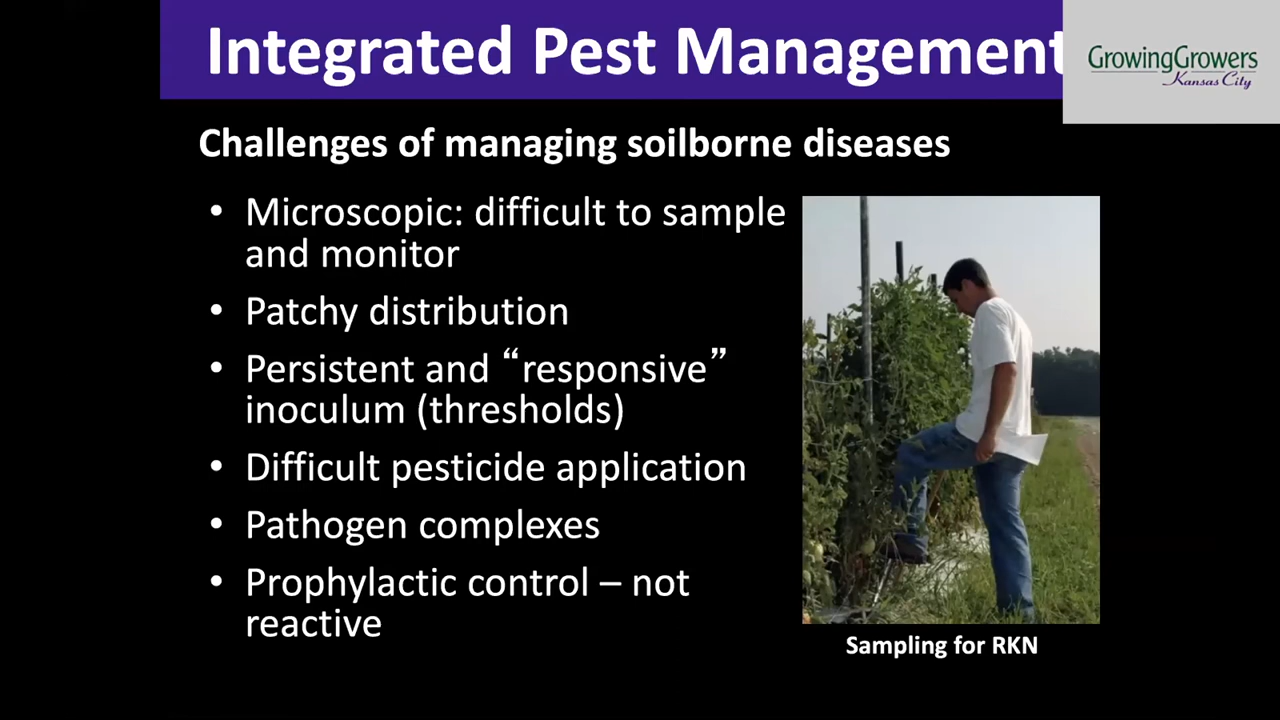 Integrated Pest Management
GrowingGrowers
Kansas City
Challenges of managing soilborne diseases
• Microscopic: difficult to sample
and monitor
• Patchy distribution
• Persistent and “responsive”
inoculum (thresholds)
• Difficult pesticide application
• Pathogen complexes
• Prophylactic control – not
reactive
Sampling for RKN